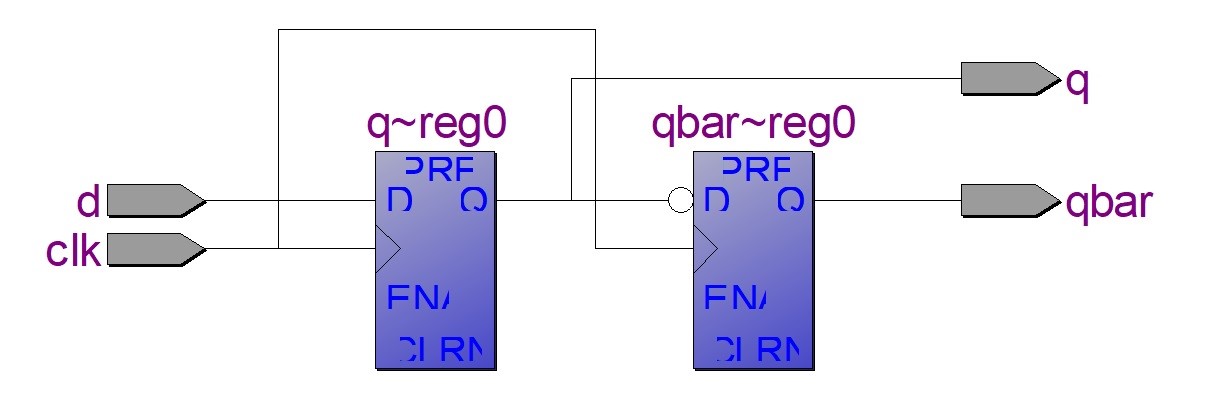 q
q~reg0
qbar~reg0
PRE
PRE
d
D
Q
D
Q
qbar
clk
ENA
ENA
CLRN
CLRN